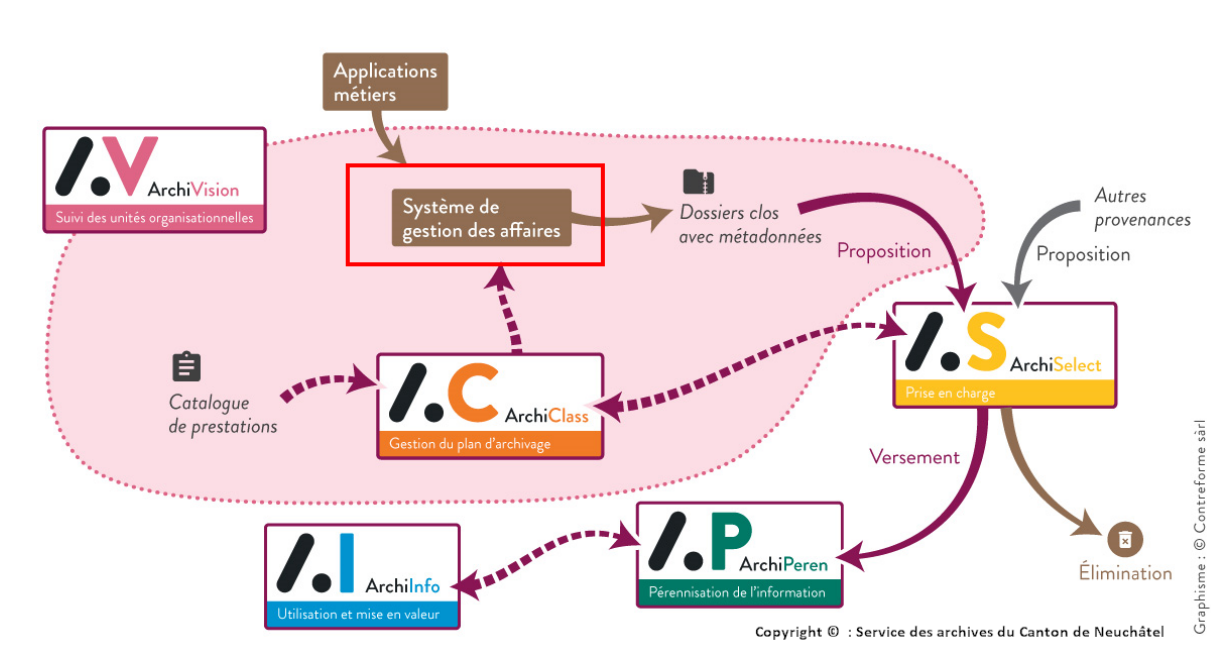 Applications
métiers
ArchiVision
Suivi des unités organisationnelles
Système de
gestion des affaires
Dossiers clos
avec métadonnées
Proposition
Autres
provenances
Proposition
ArchiSelect
Prise en charge
Catalogue
de prestations
ArchiClass
Gestion du plan d'archivage
Versement
ArchiPeren
Pérennisation de l'information
Élimination
ArchiInfo
Utilisation et mise en valeur
Copyright © : Service des archives du Canton de Neuchâtel
Graphisme : © Contreforme sàrl